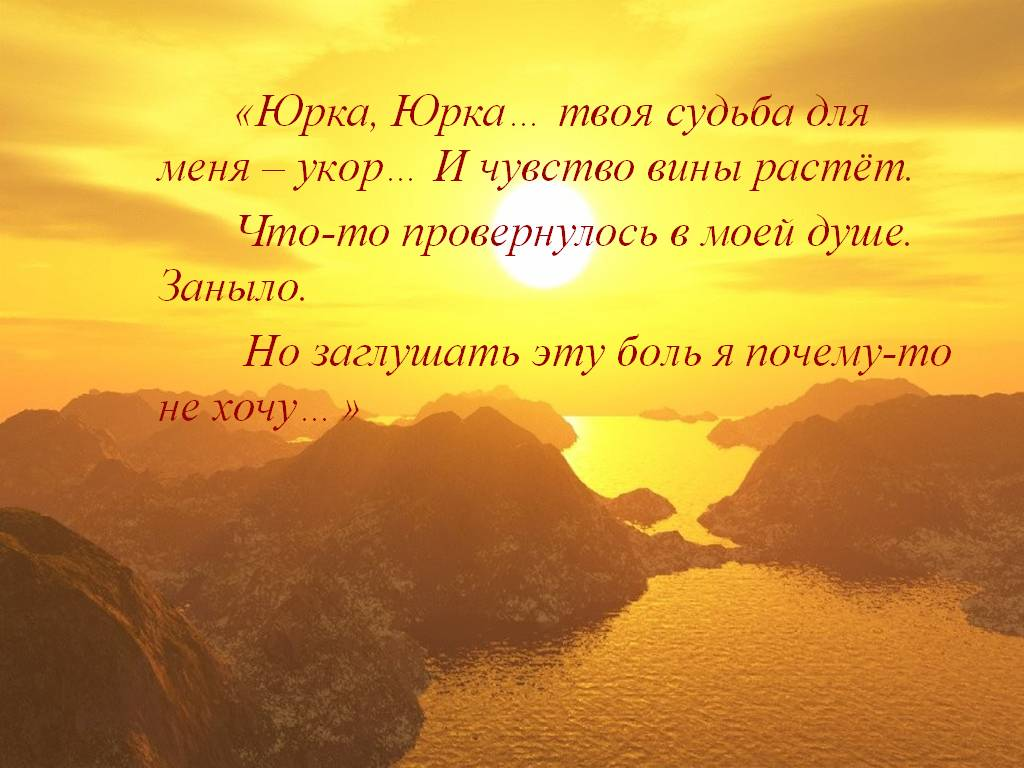 «Юрка, Юрка… твоя судьба для
меня – укор… И чувство вины растёт.
Что-то провернулось в моей душе.
Заныло.
Но заглушать эту боль я почему-то
не хочу… »